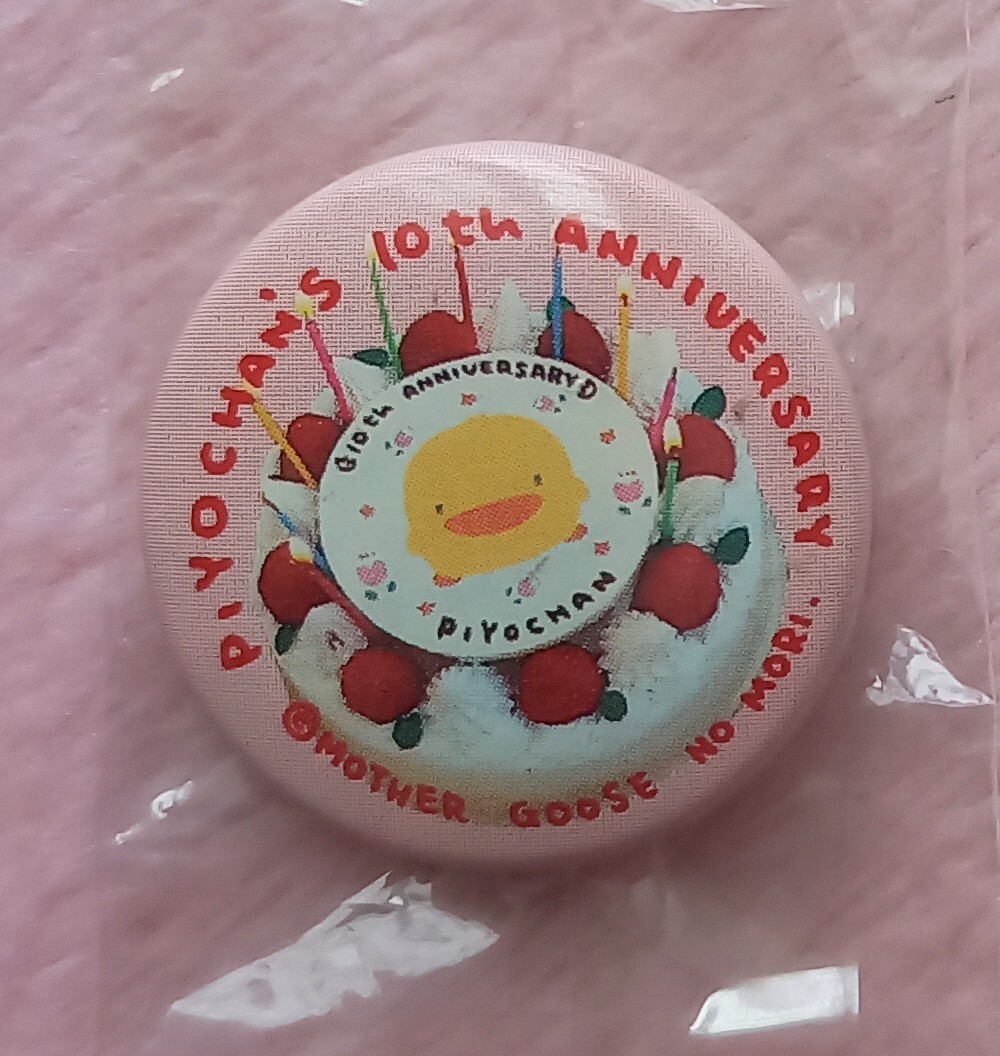 PiYOCHAN'S 10th ANNIVERSARY
10th ANNIVERSARY
PiYOCHAN
©MOTHER GOOSE NO MORI